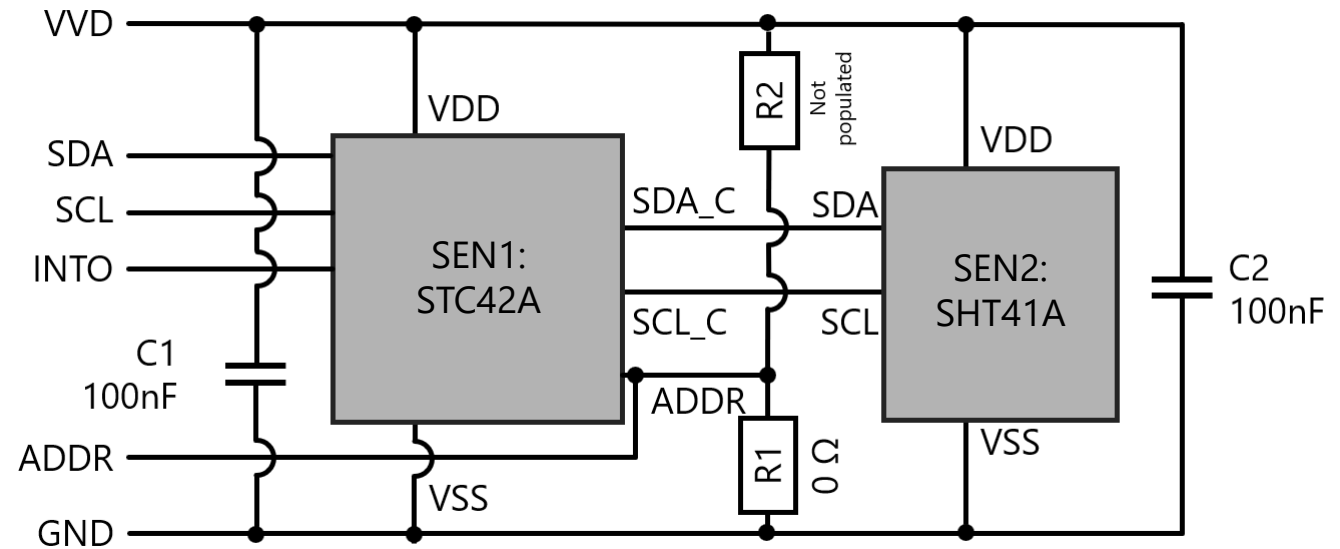 VVD
VDD
R2
Not
populated
VDD
SDA
SCL
INTO
SDA_C
SDA
SEN1:
STC42A
SEN2:
SHT41A
C2
100nF
SCL_C
SCL
C1
100nF
ADDR
ADDR
R1
0 Ω
VSS
VSS
GND